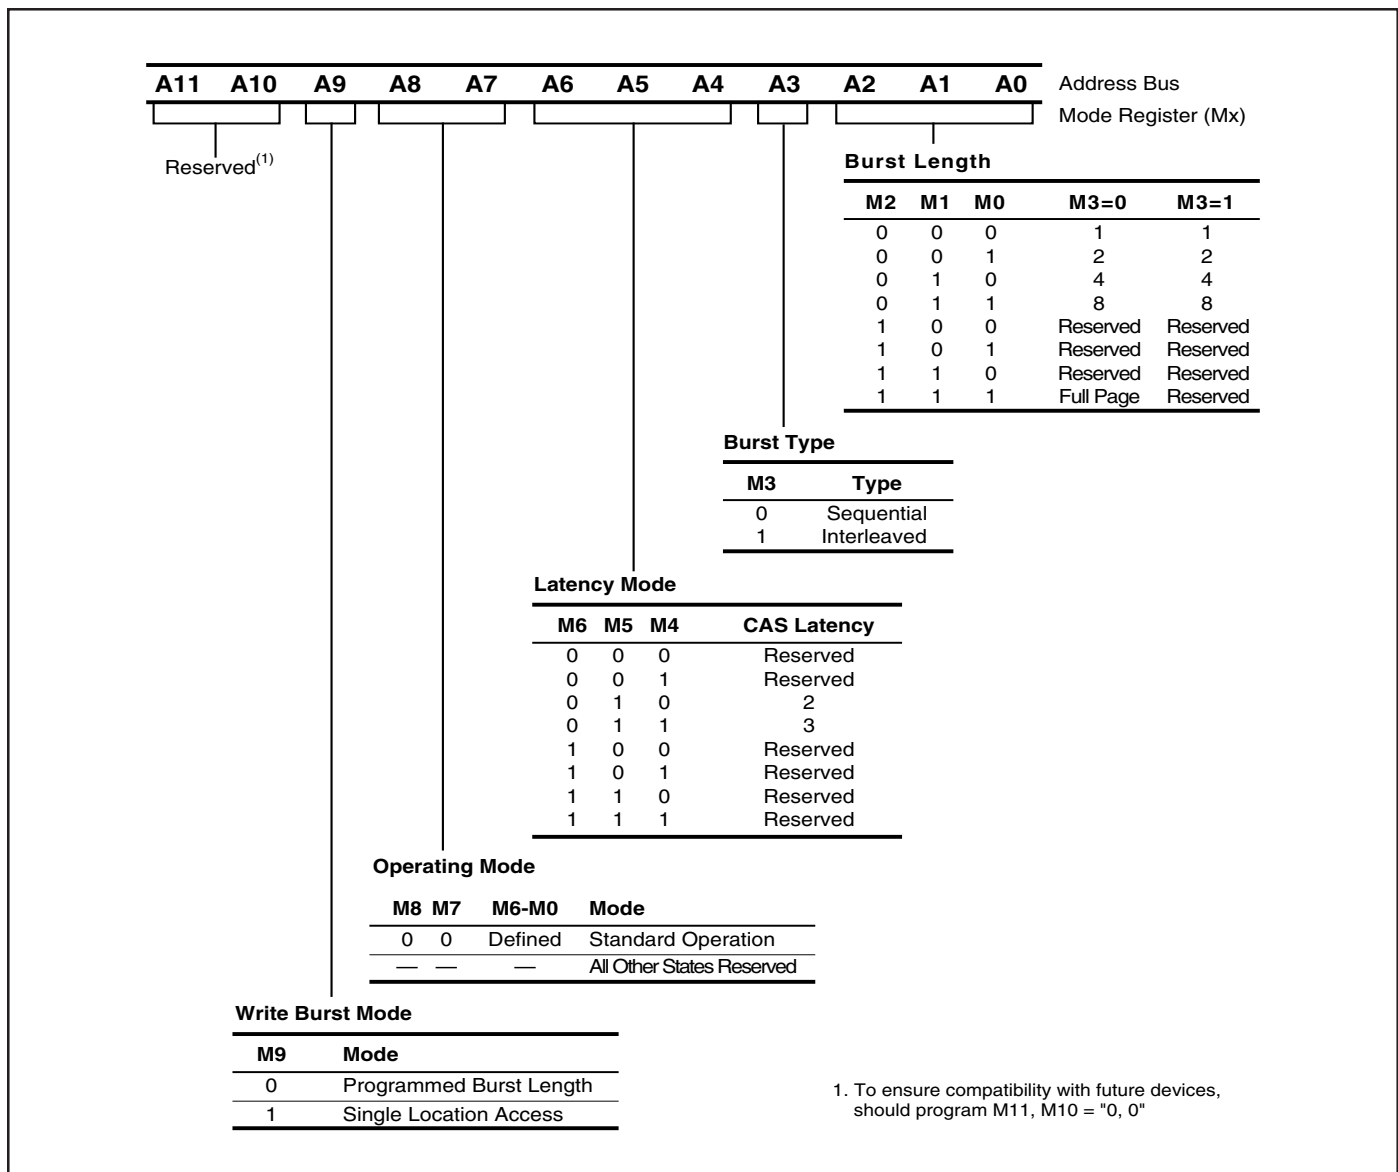 A11 A10 A9 A8 A7 A6 A5 A4 A3 A2 A1 A0 Address Bus
Mode Register (Mx)
Reserved(1)
Burst Length
M2 M1 M0 M3=0 M3=1
0 0 0 1 1
0 0 1 2 2
0 1 0 4 4
0 1 1 8 8
1 0 0 Reserved Reserved
1 0 1 Reserved Reserved
1 1 0 Reserved Reserved
1 1 1 Full Page Reserved
Burst Type
M3 Type
0 Sequential
1 Interleaved
Latency Mode
M6 M5 M4 CAS Latency
0 0 0 Reserved
0 0 1 Reserved
0 1 0 2
0 1 1 3
1 0 0 Reserved
1 0 1 Reserved
1 1 0 Reserved
1 1 1 Reserved
Operating Mode
M8 M7 M6-M0 Mode
0 0 Defined Standard Operation
— — — All Other States Reserved
Write Burst Mode
M9 Mode
0 Programmed Burst Length
1 Single Location Access
1. To ensure compatibility with future devices,
should program M11, M10 = "0, 0"